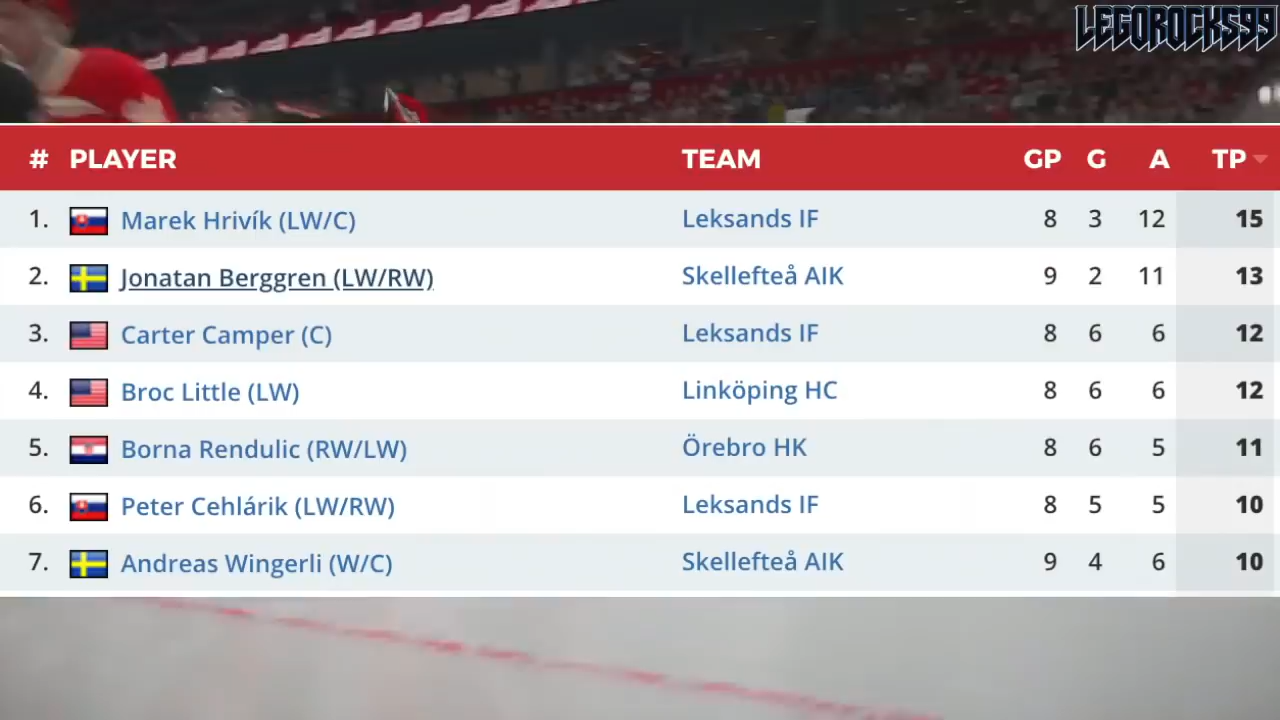 LEGOROCKS99
# PLAYER TEAM GP G A TP
1. Marek Hrivík (LW/C) Leksands IF 8 3 12 15
2. Jonatan Berggren (LW/RW) Skellefteå AIK 9 2 11 13
3. Carter Camper (C) Leksands IF 8 6 6 12
4. Broc Little (LW) Linköping HC 8 6 6 12
5. Borna Rendulic (RW/LW) Örebro HK 8 6 5 11
6. Peter Cehlárik (LW/RW) Leksands IF 8 5 5 10
7. Andreas Wingerli (W/C) Skellefteå AIK 9 4 6 10